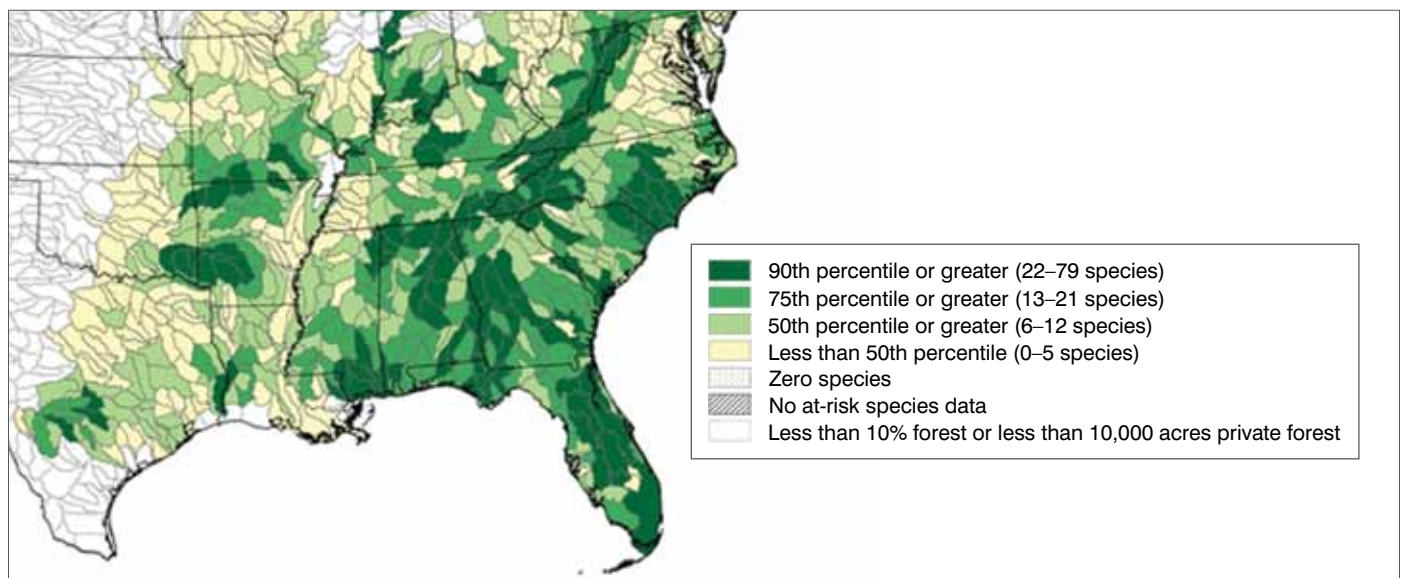 90th percentile or greater (22–79 species)
75th percentile or greater (13–21 species)
50th percentile or greater (6–12 species)
Less than 50th percentile (0–5 species)
Zero species
No at-risk species data
Less than 10% forest or less than 10,000 acres private forest